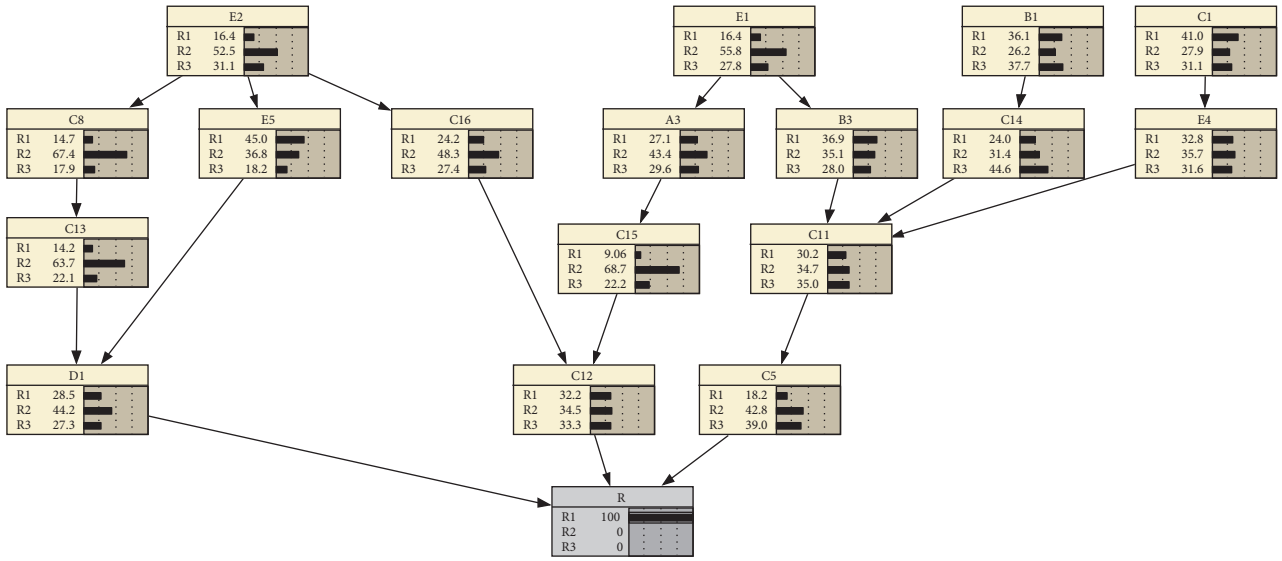 E2
R1 16.4
R2 52.5
R3 31.1
E1
R1 16.4
R2 55.8
R3 27.8
B1
R1 36.1
R2 26.2
R3 37.7
C1
R1 41.0
R2 27.9
R3 31.1
C8
R1 14.7
R2 67.4
R3 17.9
E5
R1 45.0
R2 36.8
R3 18.2
C16
R1 24.2
R2 48.3
R3 27.4
A3
R1 27.1
R2 43.4
R3 29.6
B3
R1 36.9
R2 35.1
R3 28.0
C14
R1 24.0
R2 31.4
R3 44.6
E4
R1 32.8
R2 35.7
R3 31.6
C13
R1 14.2
R2 63.7
R3 22.1
C15
R1 9.06
R2 68.7
R3 22.2
C11
R1 30.2
R2 34.7
R3 35.0
D1
R1 28.5
R2 44.2
R3 27.3
C12
R1 32.2
R2 34.5
R3 33.3
C5
R1 18.2
R2 42.8
R3 39.0
R
R1 100
R2 0
R3 0